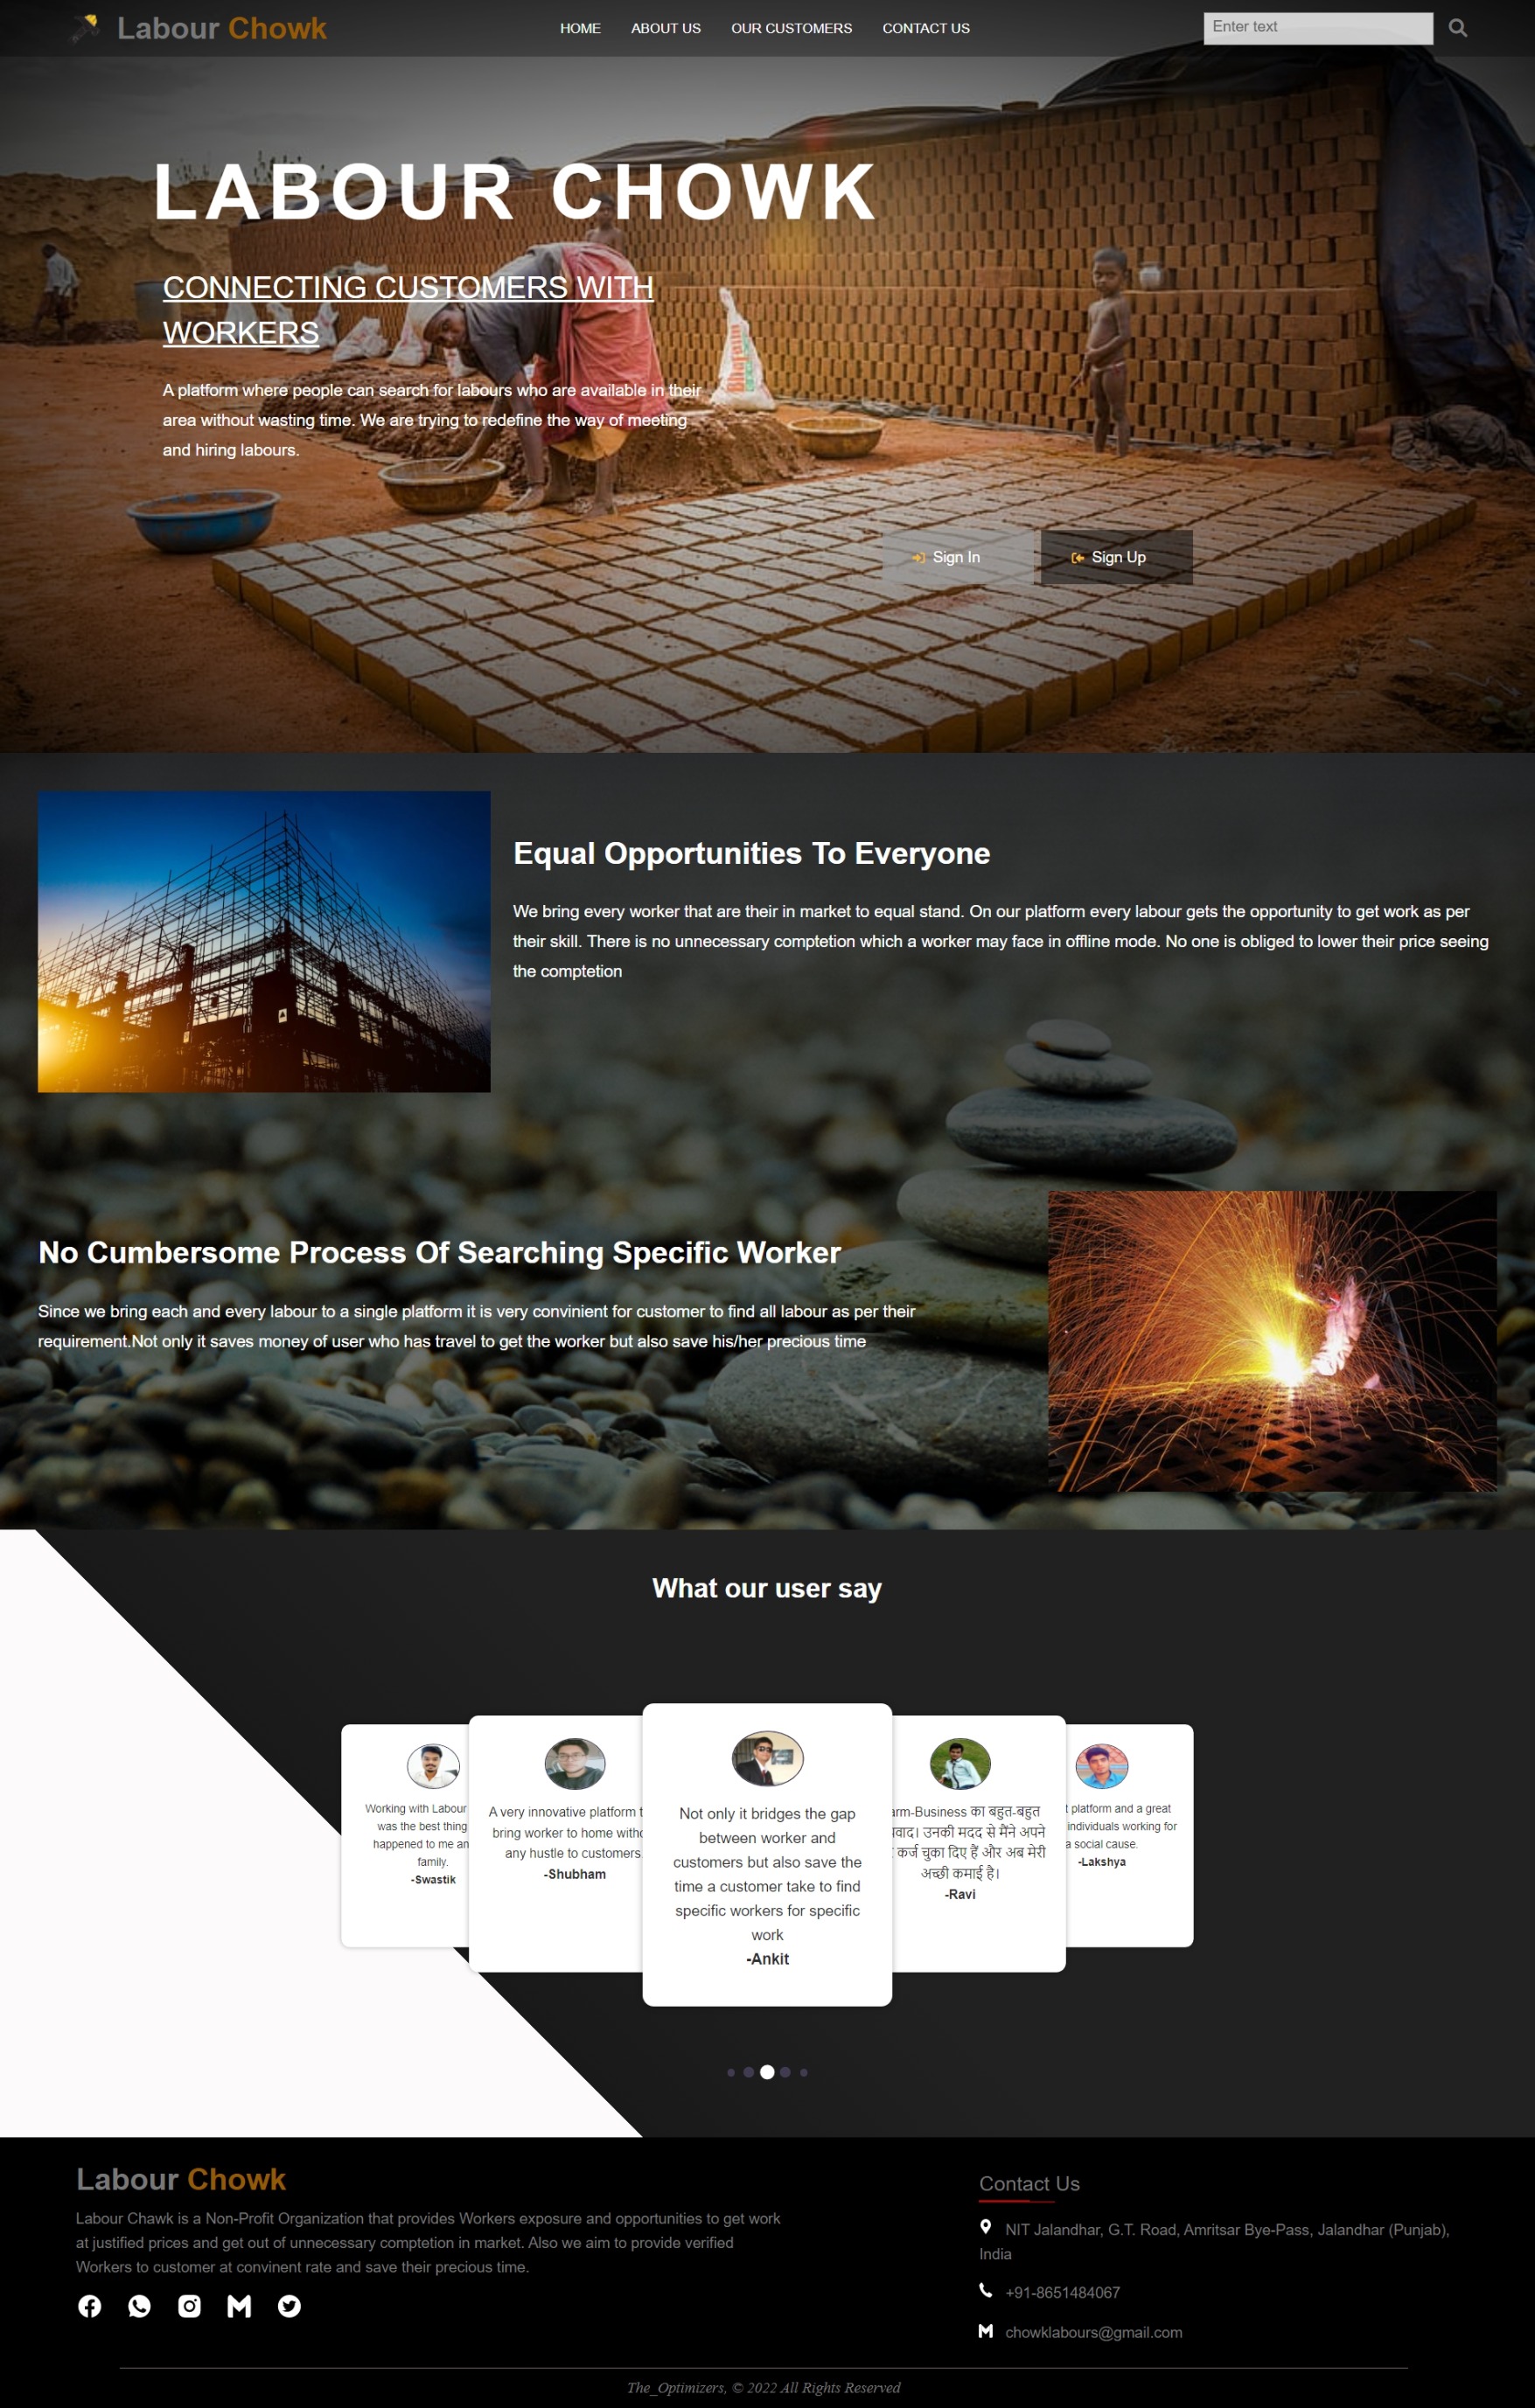 Labour Chowk
HOME ABOUT US OUR CUSTOMERS CONTACT US
Enter text
LABOUR CHOWK
CONNECTING CUSTOMERS WITH
WORKERS
A platform where people can search for labours who are available in their
area without wasting time. We are trying to redefine the way of meeting
and hiring labours.
Sign In
Sign Up
Equal Opportunities To Everyone
We bring every worker that are their in market to equal stand. On our platform every labour gets the opportunity to get work as per
their skill. There is no unnecessary comptetion which a worker may face in offline mode. No one is obliged to lower their price seeing
the comptetion
No Cumbersome Process Of Searching Specific Worker
Since we bring each and every labour to a single platform it is very convinient for customer to find all labour as per their
requirement.Not only it saves money of user who has travel to get the worker but also save his/her precious time
What our user say
Working with Labour
was the best thing
happened to me an
family.
-Swastik
A very innovative platform t
bring worker to home witho
any hustle to customers
-Shubham
Not only it bridges the gap
between worker and
customers but also save the
time a customer take to find
specific workers for specific
work
-Ankit
arm-Business का बहुत-बहुत
वाद। उनकी मदद से मैंने अपने
कर्ज चुका दिए हैं और अब मेरी
अच्छी कमाई है।
-Ravi
t platform and a great
individuals working for
a social cause.
-Lakshya
Labour Chowk
Labour Chawk is a Non-Profit Organization that provides Workers exposure and opportunities to get work
at justified prices and get out of unnecessary comptetion in market. Also we aim to provide verified
Workers to customer at convinent rate and save their precious time.
Contact Us
NIT Jalandhar, G.T. Road, Amritsar Bye-Pass, Jalandhar (Punjab),
India
+91-8651484067
chowklabours@gmail.com
The_Optimizers, © 2022 All Rights Reserved